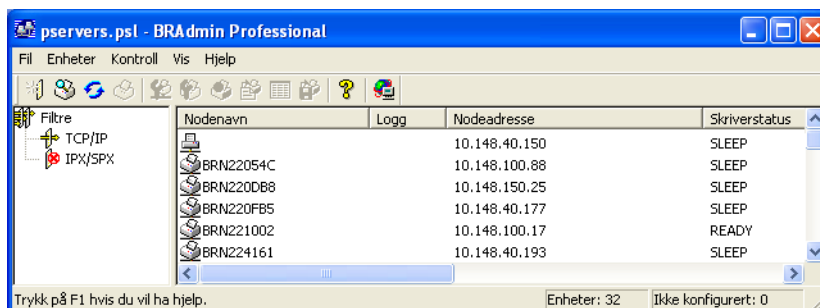 pservers.psl - BRAdmin Professional
Fil Enheter Kontroll Vis Hjelp
Filtre
TCP/IP
IPX/SPX
Nodenavn Logg Nodeadresse Skriverstatus
10.148.40.150 SLEEP
BRN22054C 10.148.100.88 SLEEP
BRN220DB8 10.148.150.25 SLEEP
BRN220FB5 10.148.40.177 SLEEP
BRN221002 10.148.100.17 READY
BRN224161 10.148.40.193 SLEEP
Trykk på F1 hvis du vil ha hjelp. Enheter: 32 Ikke konfigurert: 0